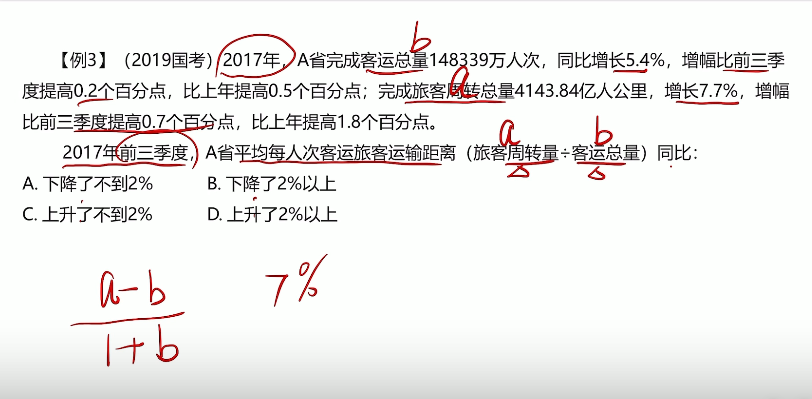 b
【例3】(2019国考)2017年,A省完成客运总量148339万人次,同比增长5.4%,增幅比前三季
a
度提高0.2个百分点,比上年提高0.5个百分点;完成旅客周转总量4143.84亿人公里,增长7.7%,增幅
比前三季度提高0.7个百分点,比上年提高1.8个百分点。
a b
2017年前三季度,A省平均每人次客运旅客运输距离(旅客周转量÷客运总量)同比:
A. 下降了不到2% B. 下降了2%以上
C. 上升了不到2% D. 上升了2%以上
a-b 7%
1+b